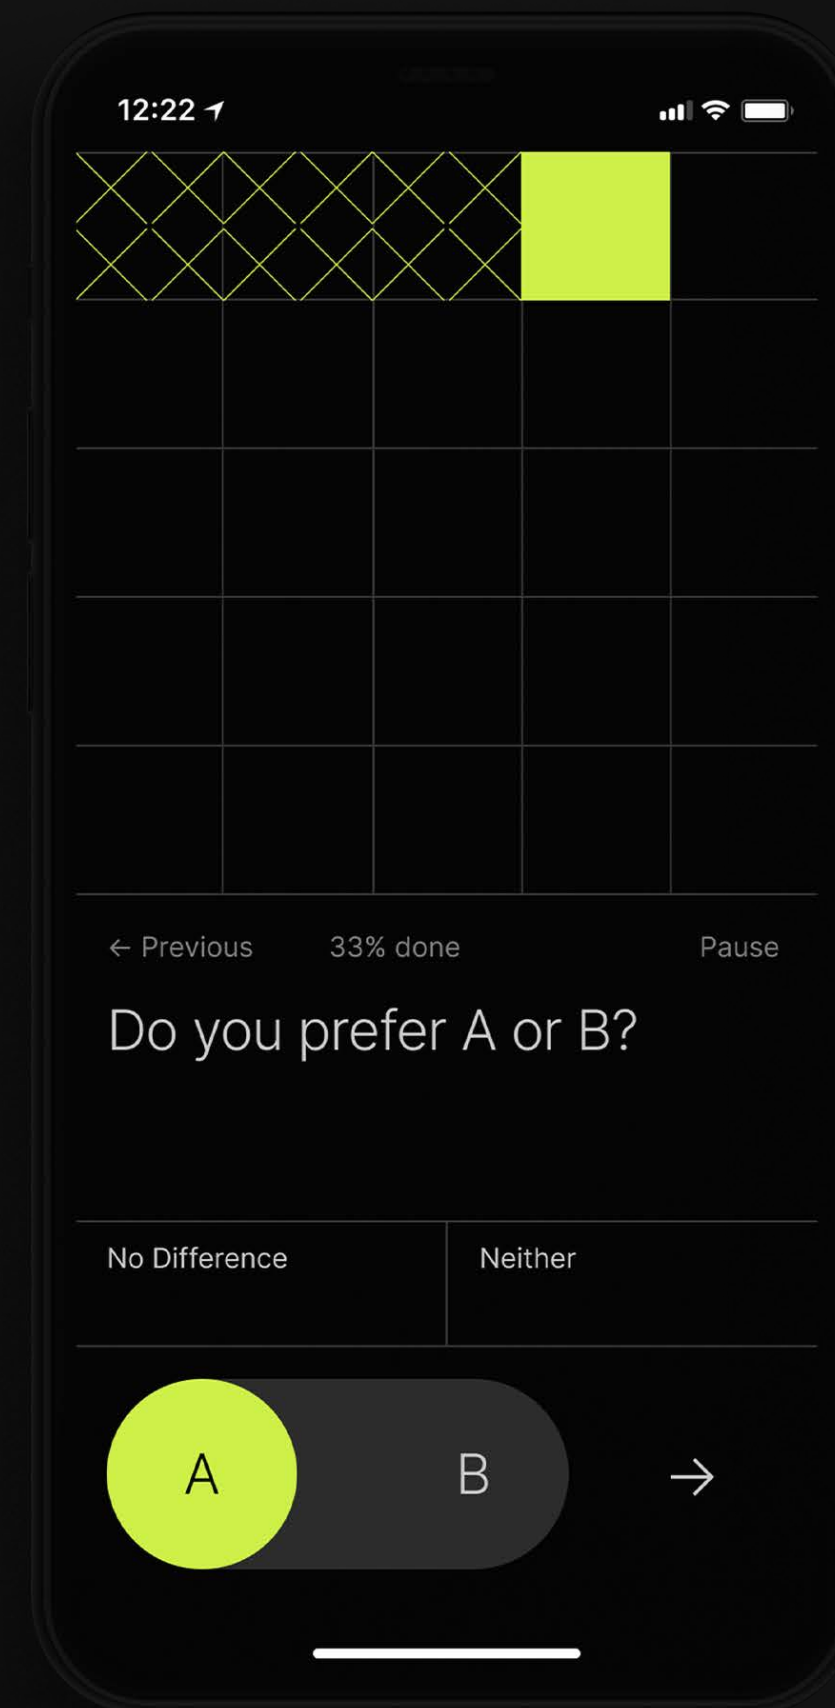 12:22
← Previous 33% done Pause
Do you prefer A or B?
No Difference Neither
A B →